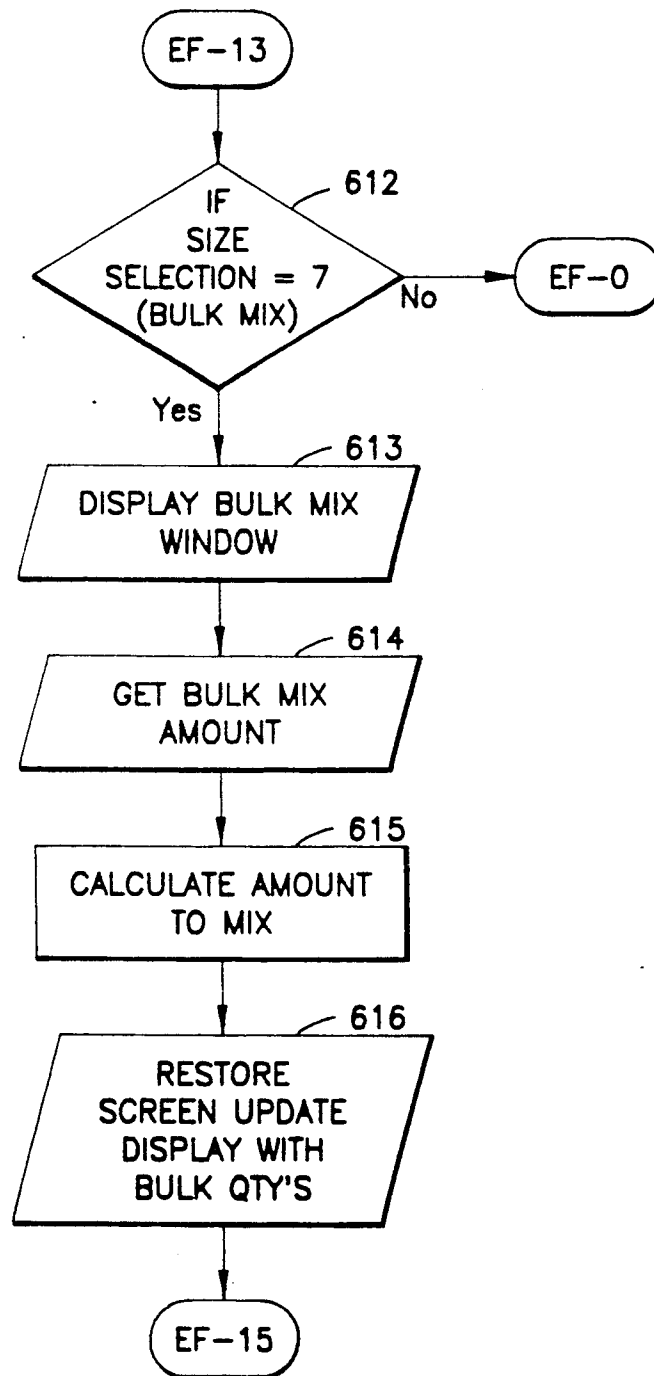 EF-13
612
IF
SIZE
SELECTION = 7
(BULK MIX)
No
EF-0
Yes
613
DISPLAY BULK MIX
WINDOW
614
GET BULK MIX
AMOUNT
615
CALCULATE AMOUNT
TO MIX
616
RESTORE
SCREEN UPDATE
DISPLAY WITH
BULK QTY'S
EF-15